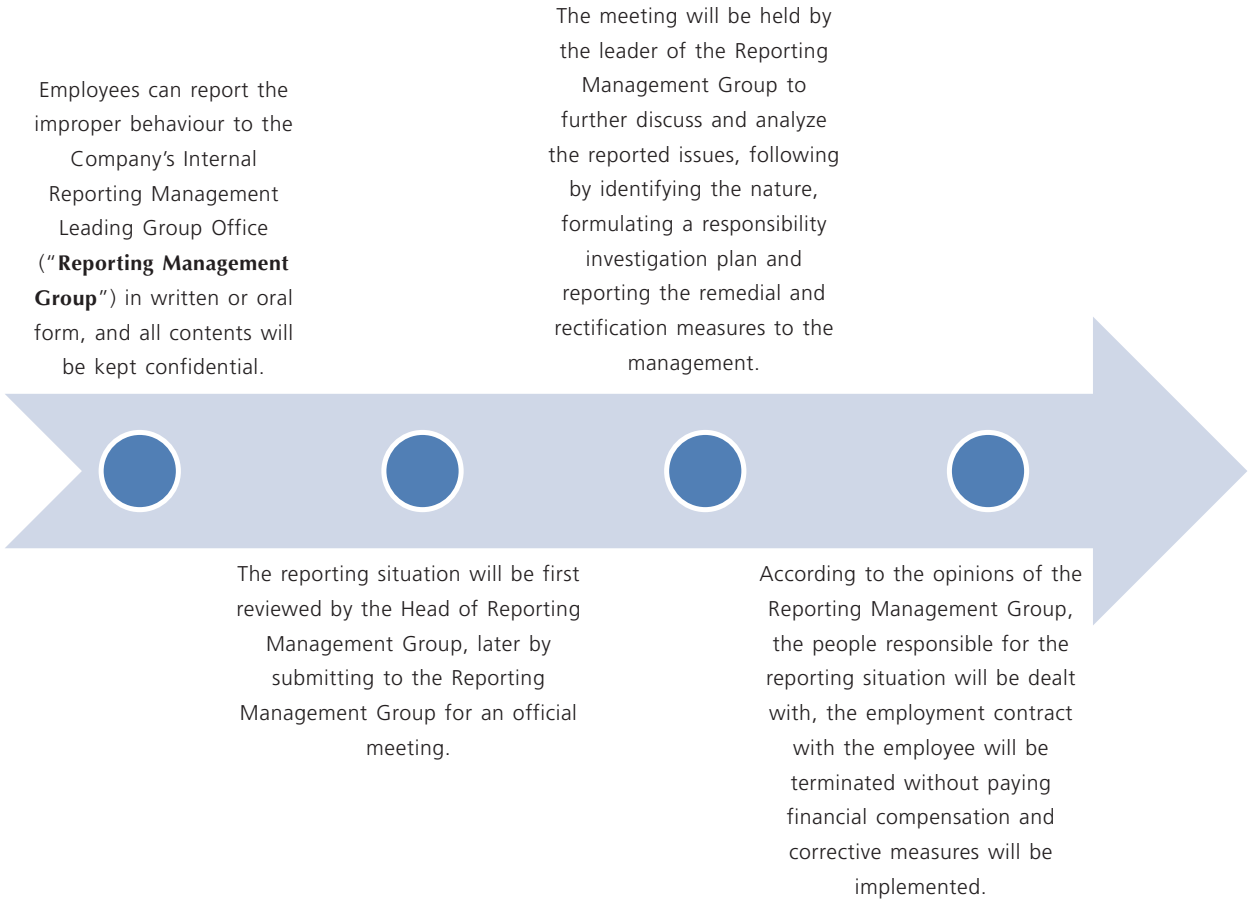 Employees can report the
improper behaviour to the
Company’s Internal
Reporting Management
Leading Group Office
(“Reporting Management
Group”) in written or oral
form, and all contents will
be kept confidential.
The reporting situation will be first
reviewed by the Head of Reporting
Management Group, later by
submitting to the Reporting
Management Group for an official
meeting.
The meeting will be held by
the leader of the Reporting
Management Group to
further discuss and analyze
the reported issues, following
by identifying the nature,
formulating a responsibility
investigation plan and
reporting the remedial and
rectification measures to the
management.
According to the opinions of the
Reporting Management Group,
the people responsible for the
reporting situation will be dealt
with, the employment contract
with the employee will be
terminated without paying
financial compensation and
corrective measures will be
implemented.